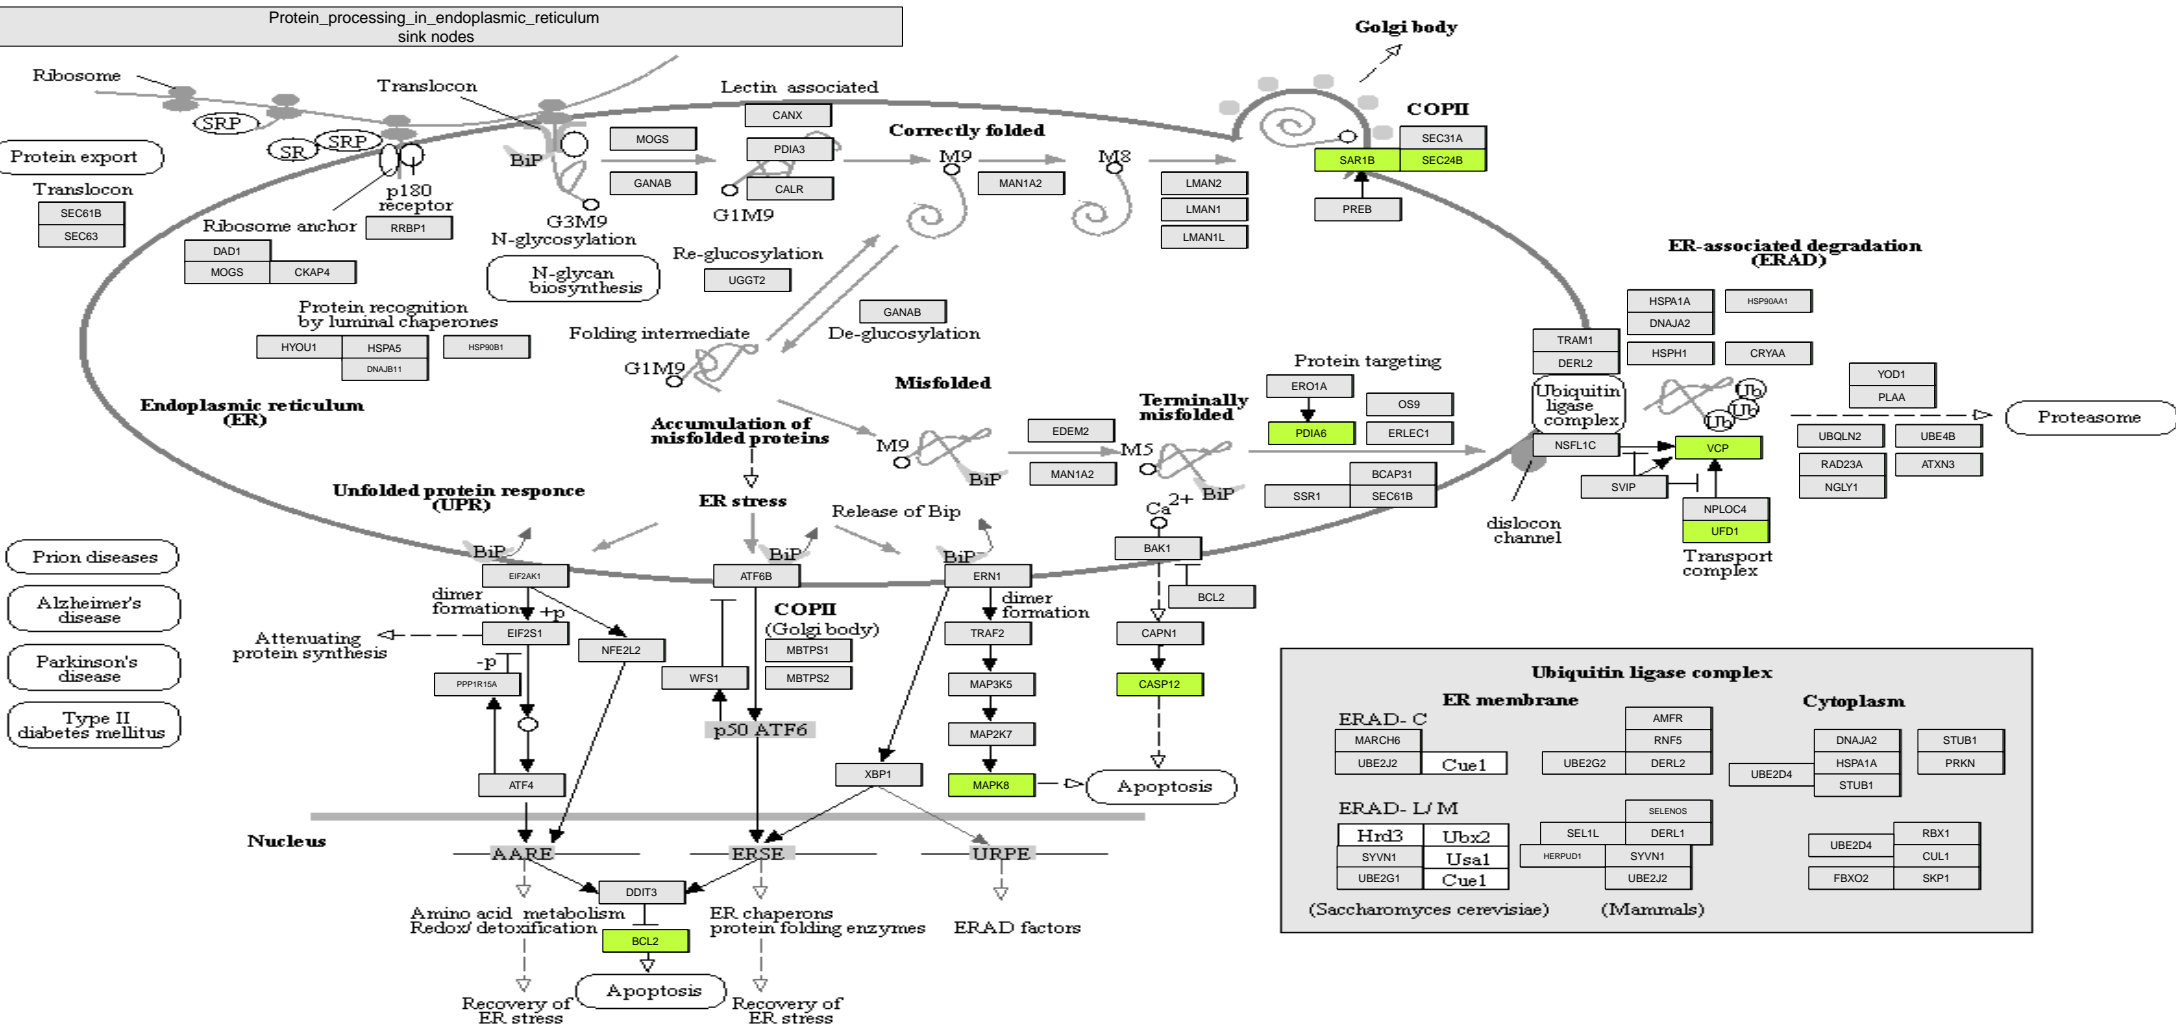 Protein_processing_in_endoplasmic_reticulum
sink nodes
Golgi body
Ribosome
Translocon
Lectin associated
COPII
SRP
SRP
SR
Protein export
BiP
MOGS
GANAB
CANX
PDIA3
CALR
G1M9
Correctly folded
M9
MAN1A2
M8
LMAN2
LMAN1
LMAN1L
SEC31A
SAR1B
SEC24B
PREB
Translocon
SEC61B
SEC63
p180
receptor
RRBP1
Ribosome anchor
DAD1
MOGS
CKAP4
G3M9
N-glycosylation
N-glycan
biosynthesis
Re-glucosylation
UGGT2
GANAB
De-glucosylation
Protein recognition
by luminal chaperones
HYOU1
HSPA5
HSP90B1
DNAJB11
Folding intermediate
G1M9
ER-associated degradation
(ERAD)
HSPA1A
HSP90AA1
DNAJA2
TRAM1
DERL2
HSPH1
CRYAA
Ubiquitin
ligase
complex
Ub
Ub
Ub
YOD1
PLAA
Proteasome
NSFL1C
VCP
SVIP
NPLOC4
UFD1
Transport
complex
UBQLN2
UBE4B
RAD23A
ATXN3
NGLY1
dislocon
channel
Endoplasmic reticulum
(ER)
Misfolded
Accumulation of
misfolded proteins
M9
BiP
EDEM2
MAN1A2
Terminally
misfolded
M5
BiP
Protein targeting
ERO1A
OS9
PDIA6
ERLEC1
BCAP31
SSR1
SEC61B
Unfolded protein responce
(UPR)
ER stress
Release of Bip
Ca2+
BiP
BiP
BiP
EIF2AK1
ATF6B
ERN1
BAK1
BCL2
Prion diseases
Alzheimer's
disease
Parkinson's
disease
Type II
diabetes mellitus
dimer
formation
+p
EIF2S1
Attenuating
protein synthesis
-p
PPP1R15A
NFE2L2
ATF4
COPII
(Golgi body)
MBTPS1
MBTPS2
WFS1
p50 ATF6
dimer
formation
TRAF2
MAP3K5
MAP2K7
MAPK8
XBP1
CAPN1
CASP12
Apoptosis
Nucleus
AARE
ERSE
URPE
DDIT3
Amino acid metabolism
Redox/ detoxification
ER chaperons
protein folding enzymes
ERAD factors
BCL2
Apoptosis
Recovery of
ER stress
Recovery of
ER stress
Ubiquitin ligase complex
ER membrane
Cytoplasm
ERAD- C
MARCH6
UBE2J2
Cue1
AMFR
RNF5
UBE2G2
DERL2
DNAJA2
UBE2D4
HSPA1A
STUB1
STUB1
PRKN
ERAD- L/ M
Hrd3
Ubx2
SYVN1
Usa1
UBE2G1
Cue1
SELENOS
SEL1L
DERL1
HERPUD1
SYVN1
UBE2J2
RBX1
UBE2D4
CUL1
FBXO2
SKP1
(Saccharomyces cerevisiae)
(Mammals)